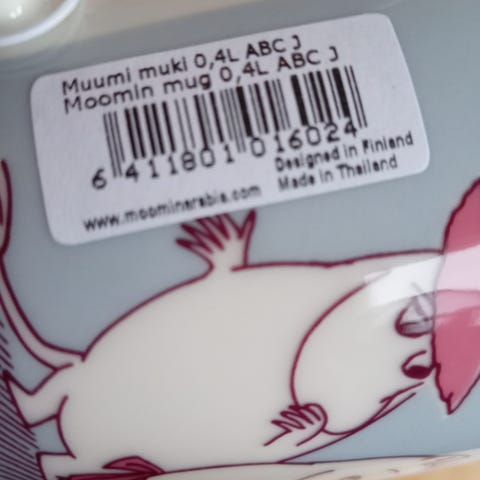 Muumi muki 0,4L ABC J
Moomin mug 0,4L ABC J
6 411801 016024
Designed in Finland
Made in Thailand
www.moominarabia.com